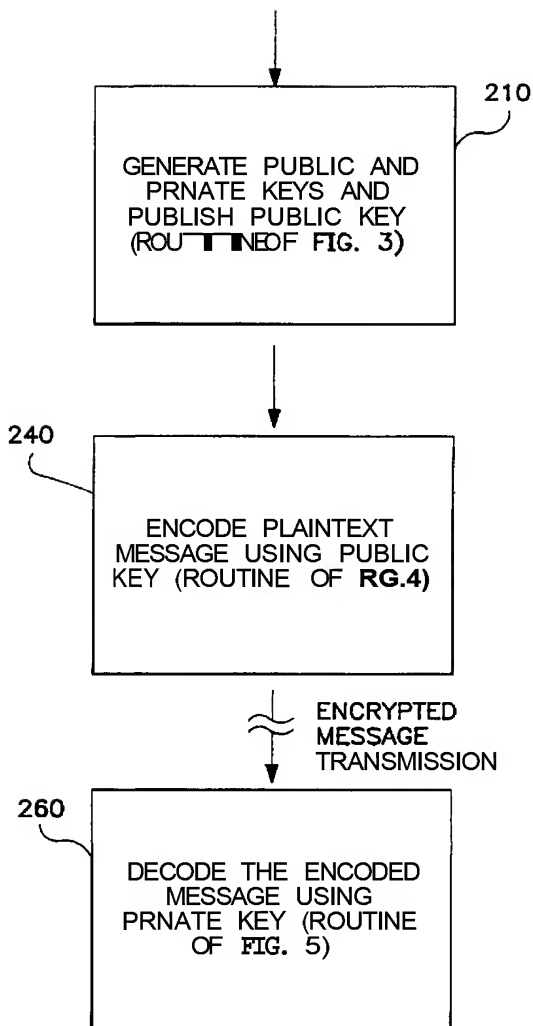 210
GENERATE PUBLIC AND
PRNATE KEYS AND
PUBLISH PUBLIC KEY
OF FIG. 3)
240
ENCODE PLAINTEXT
MESSAGE USING PUBLIC
KEY (ROUTINE OF RG.4)
ENCRYPTED
MESSAGE
TRANSMISSION
260
DECODE THE ENCODED
MESSAGE USING
PRNATE KEY (ROUTINE
OF FIG. 5)